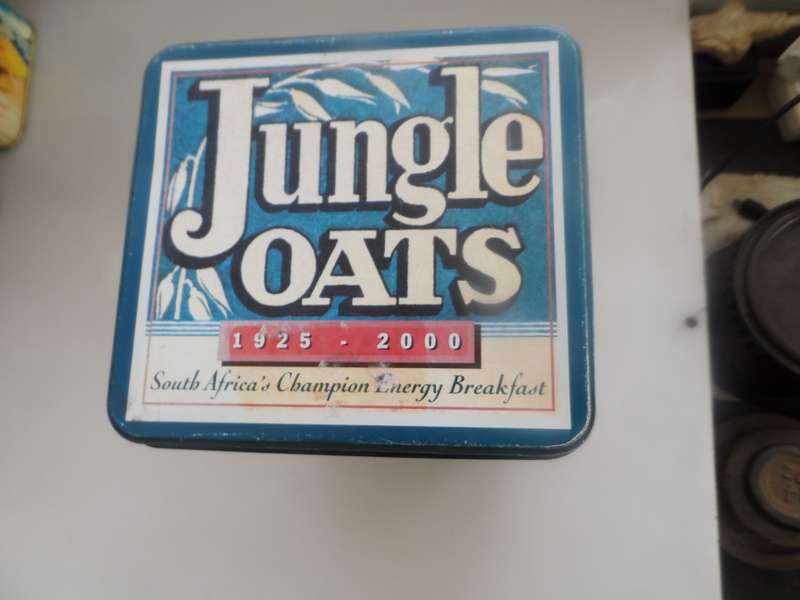 Jungle
OATS
1925 - 2000
South Africa's Champion Energy Breakfast